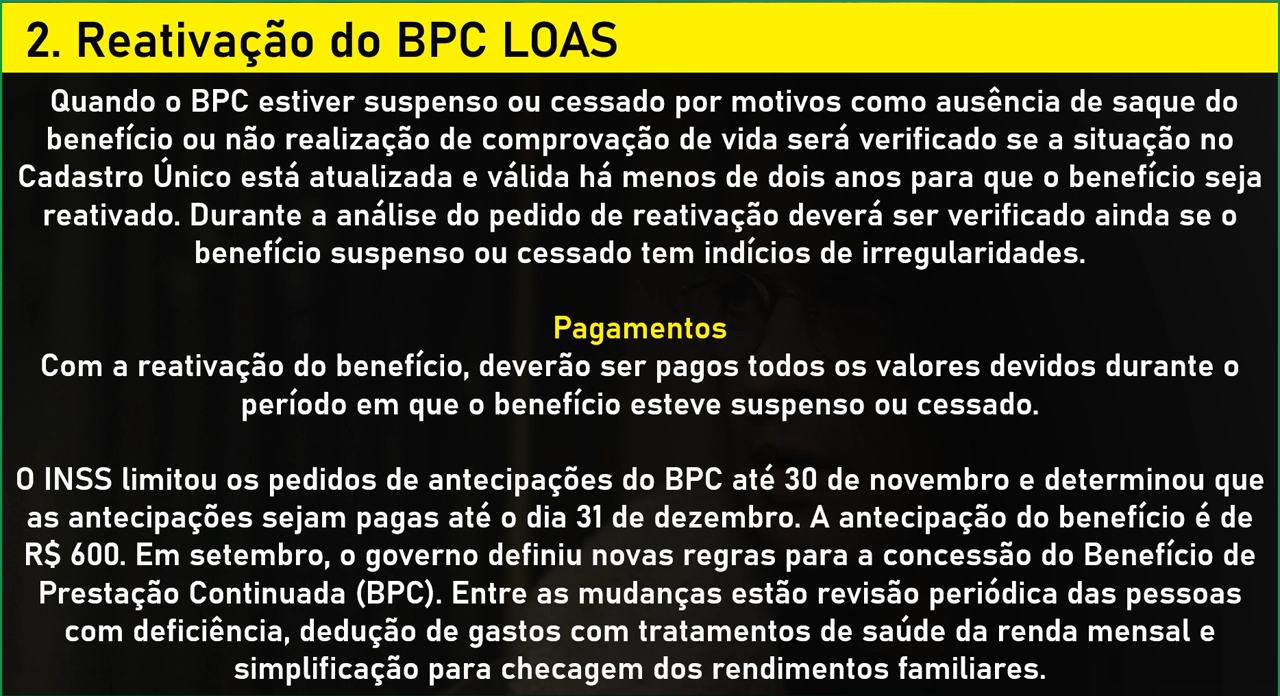 2. Reativação do BPC LOAS
Quando o BPC estiver suspenso ou cessado por motivos como ausência de saque do
benefício ou não realização de comprovação de vida será verificado se a situação no
Cadastro Único está atualizada e válida há menos de dois anos para que o benefício seja
reativado. Durante a análise do pedido de reativação deverá ser verificado ainda se o
benefício suspenso ou cessado tem indícios de irregularidades.
Pagamentos
Com a reativação do benefício, deverão ser pagos todos os valores devidos durante o
período em que o benefício esteve suspenso ou cessado.
O INSS limitou os pedidos de antecipações do BPC até 30 de novembro e determinou que
as antecipações sejam pagas até o dia 31 de dezembro. A antecipação do benefício é de
R$ 600. Em setembro, o governo definiu novas regras para a concessão do Benefício de
Prestação Continuada (BPC). Entre as mudanças estão revisão periódica das pessoas
com deficiência, dedução de gastos com tratamentos de saúde da renda mensal e
simplificação para checagem dos rendimentos familiares.